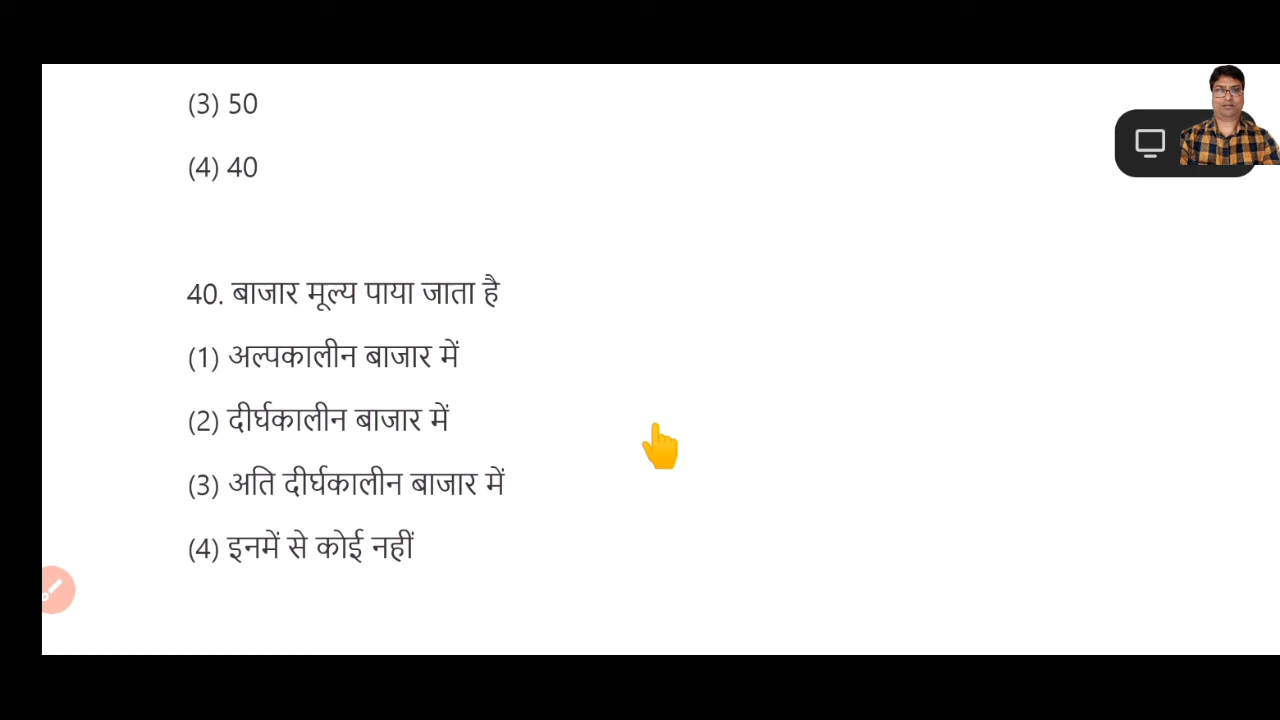 (3) 50
(4) 40
40. बाजार मूल्य पाया जाता है
(1) अल्पकालीन बाजार में
(2) दीर्घकालीन बाजार में
(3) अति दीर्घकालीन बाजार में
(4) इनमें से कोई नहीं